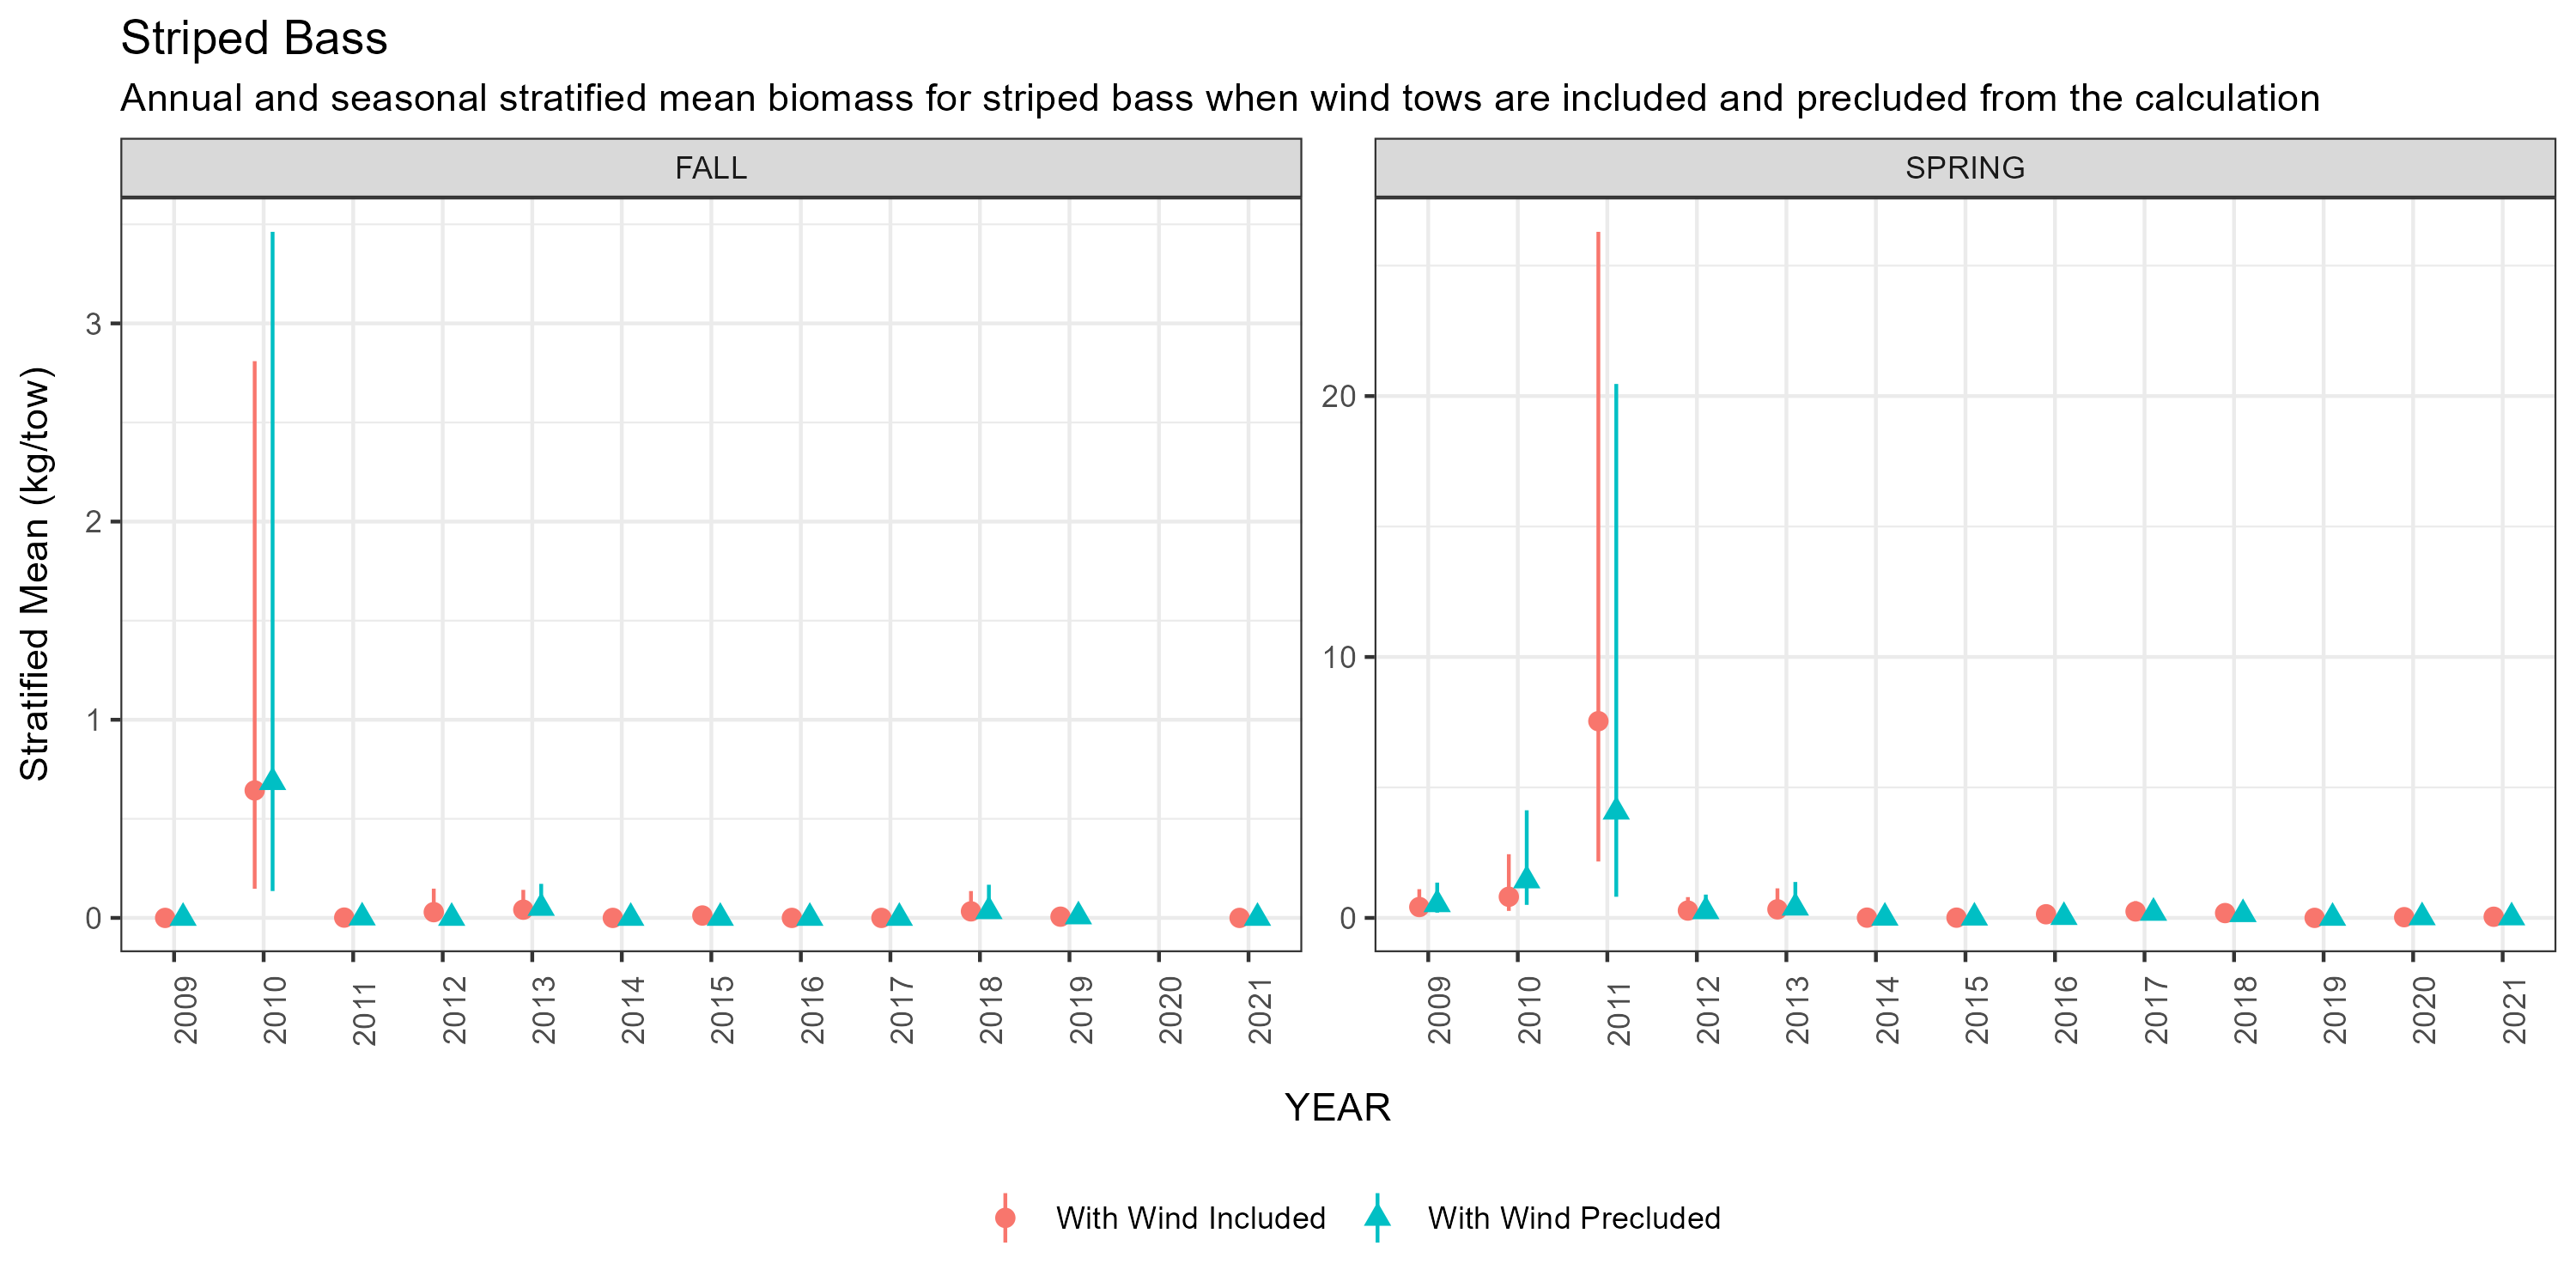 Striped Bass
Annual and seasonal stratified mean biomass for striped bass when wind tows are included and precluded from the calculation
FALL
SPRING
Stratified Mean (kg/tow)
3
2
1
0
20
10
0
2009 2010 2011 2012 2013 2014 2015 2016 2017 2018 2019 2020 2021
2009 2010 2011 2012 2013 2014 2015 2016 2017 2018 2019 2020 2021
YEAR
With Wind Included
With Wind Precluded